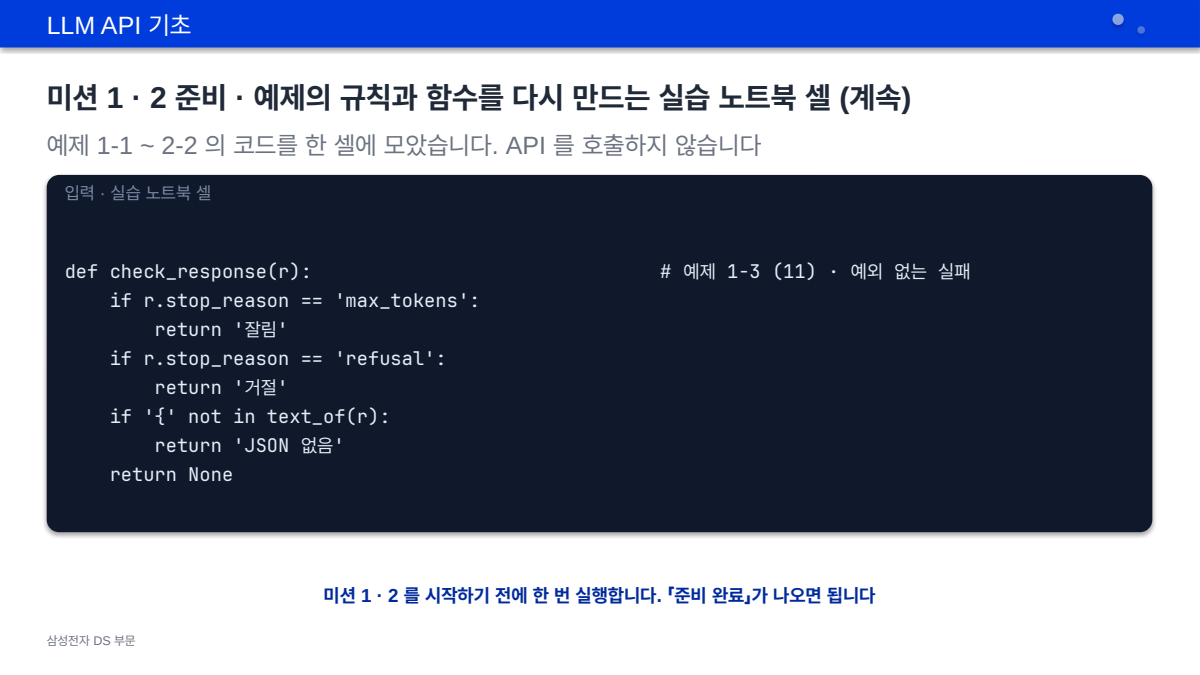 LLM API 기초
미션 1 · 2 준비 · 예제의 규칙과 함수를 다시 만드는 실습 노트북 셀 (계속)
예제 1-1 ~ 2-2 의 코드를 한 셀에 모았습니다. API 를 호출하지 않습니다
입력 · 실습 노트북 셀
def check_response(r):                               # 예제 1-3 (11) · 예외 없는 실패
    if r.stop_reason == 'max_tokens':
        return '잘림'
    if r.stop_reason == 'refusal':
        return '거절'
    if '{' not in text_of(r):
        return 'JSON 없음'
    return None
미션 1 · 2 를 시작하기 전에 한 번 실행합니다. 「준비 완료」가 나오면 됩니다
삼성전자 DS 부문